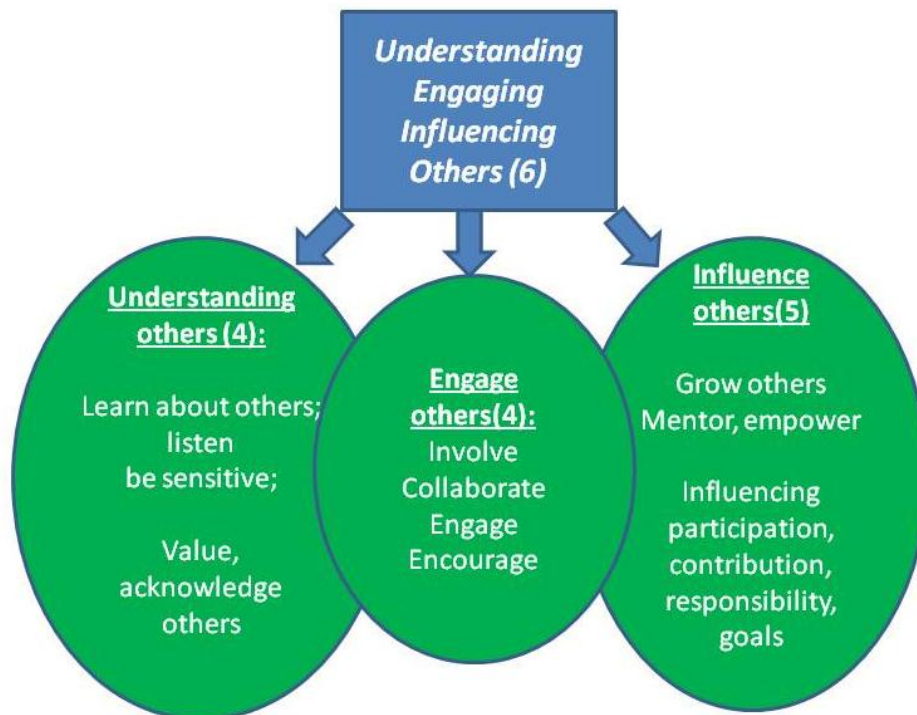 Understanding
Engaging
Influencing
Others (6)
Understanding
others (4):
Learn about others;
listen
be sensitive;
Value,
acknowledge
others
Engage
others(4):
Involve
Collaborate
Engage
Encourage
Influence
others(5)
Grow others
Mentor, empower
Influencing
participation,
contribution,
responsibility,
goals